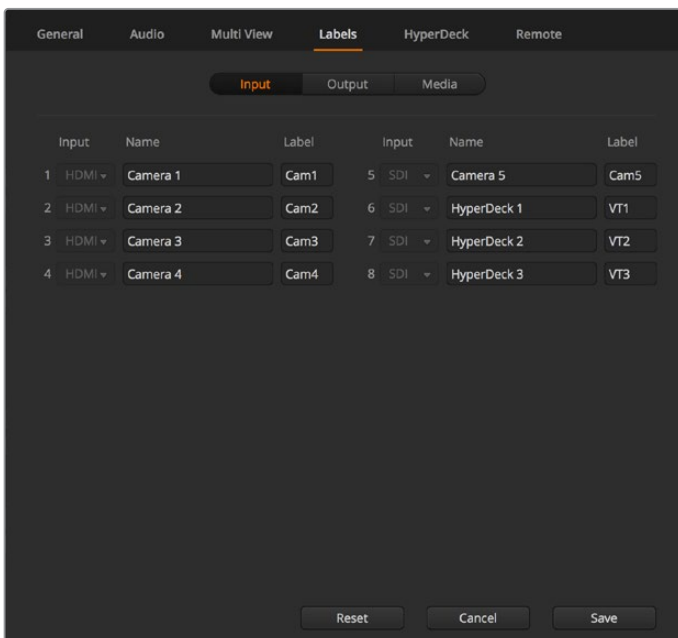 General Audio Multi View Labels HyperDeck Remote
Input Output Media
Input Name Label Input Name Label
1 HDMI Camera 1 Cam1 5 SDI Camera 5 Cam5
2 HDMI Camera 2 Cam2 6 SDI HyperDeck 1 VT1
3 HDMI Camera 3 Cam3 7 SDI HyperDeck 2 VT2
4 HDMI Camera 4 Cam4 8 SDI HyperDeck 3 VT3
Reset Cancel Save